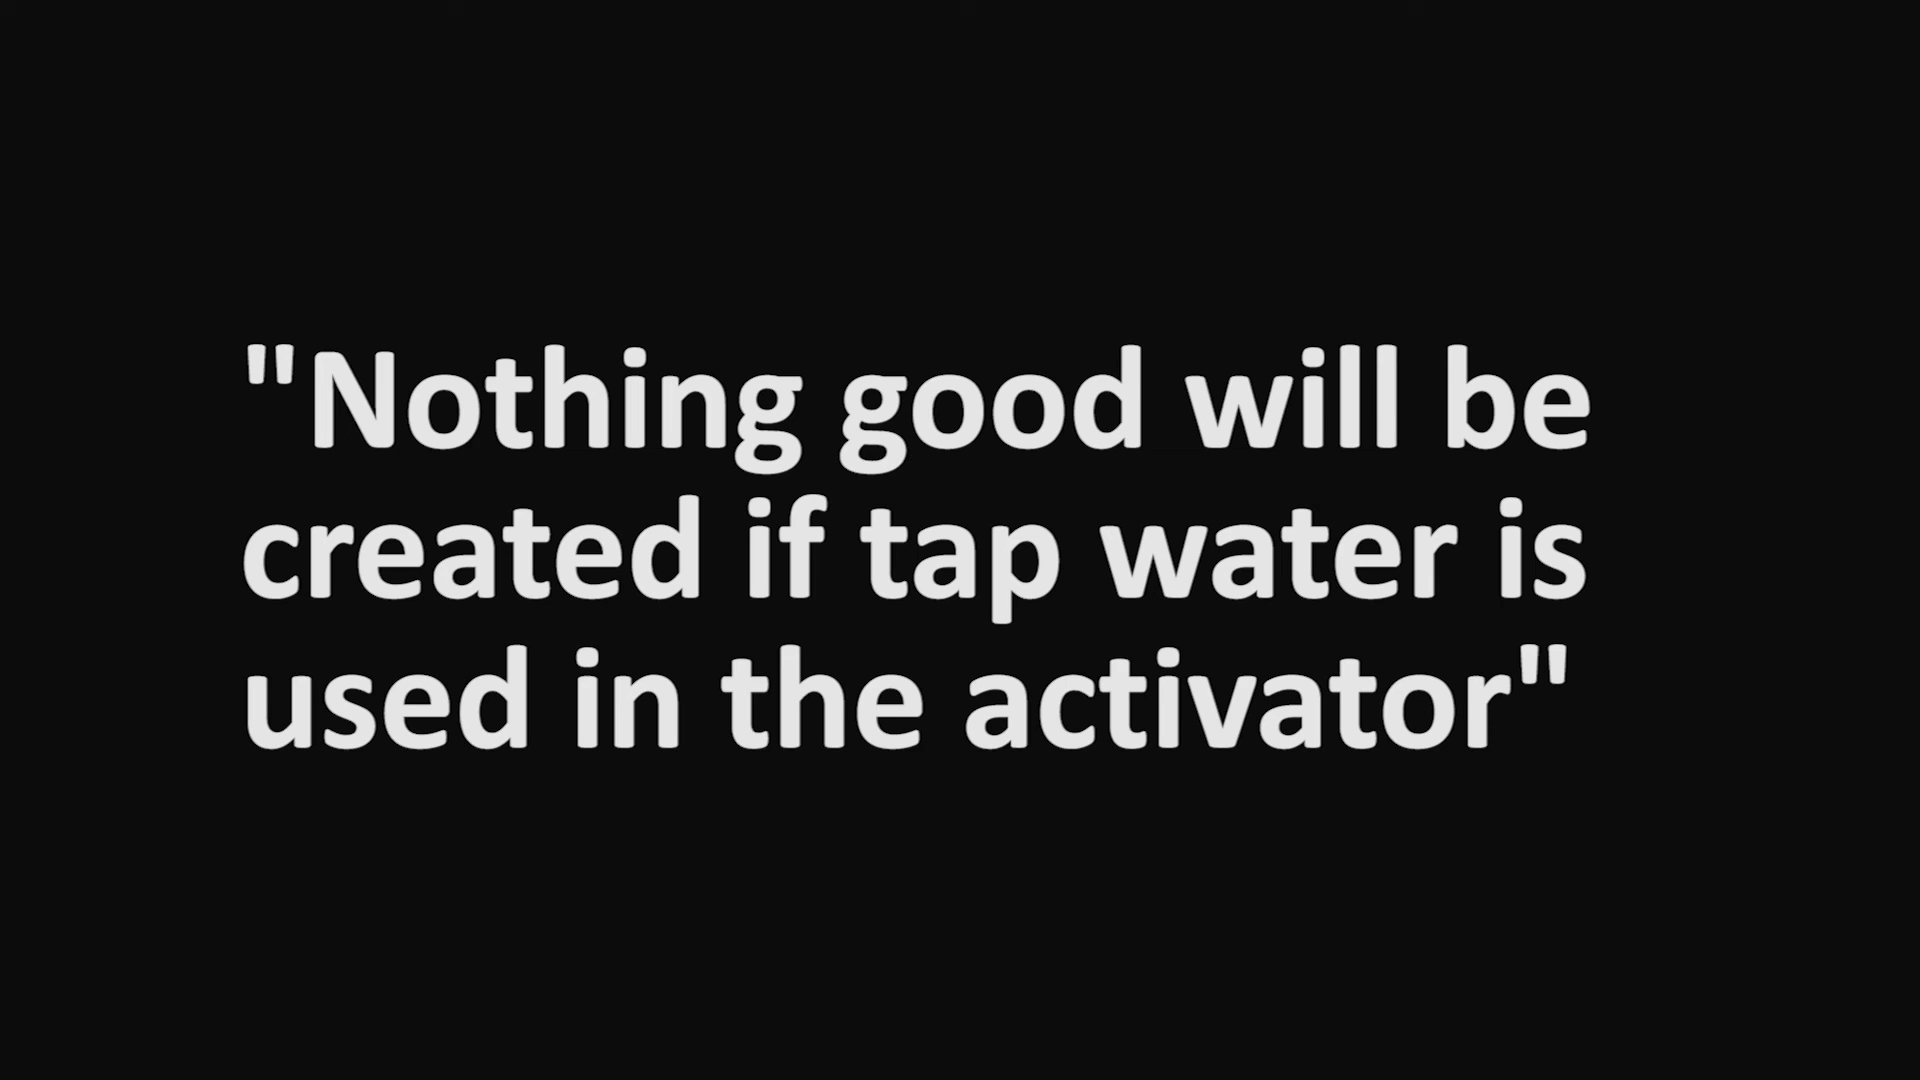 "Nothing good will be
created if tap water is
used in the activator"